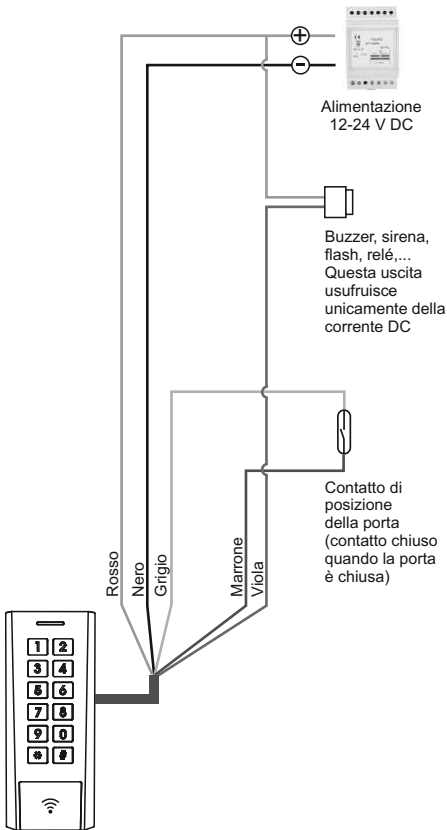 Alimentazione
12-24 V DC
Buzzer, sirena,
flash, relé,...
Questa uscita
usufruisce
unicamente della
corrente DC
Contatto di
posizione
della porta
(contatto chiuso
quando la porta
è chiusa)
Rosso
Nero
Grigio
Marrone
Viola
1 2
3 4
5 6
7 8
9 0
* #